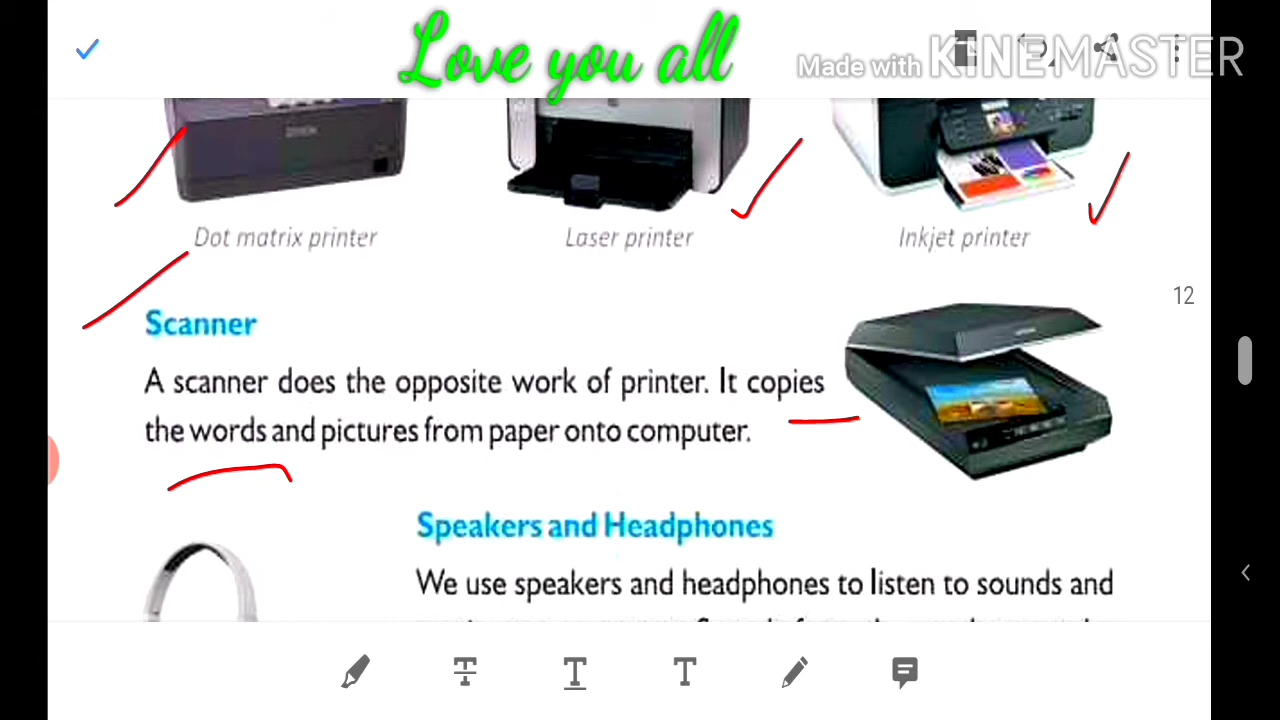 Love you all
Made with KINEMASTER
Dot matrix printer
Laser printer
Inkjet printer
12
Scanner
A scanner does the opposite work of printer. It copies
the words and pictures from paper onto computer.
Speakers and Headphones
We use speakers and headphones to listen to sounds and
T
T
T